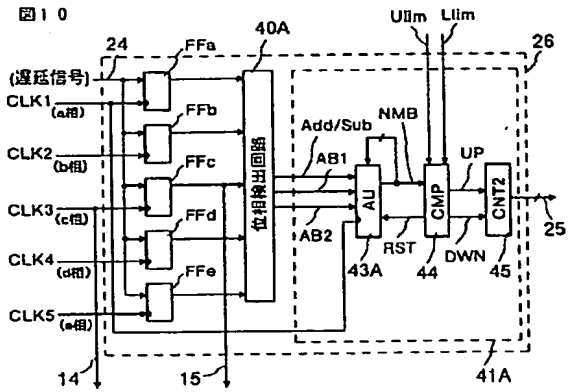 図10
24
FFa
40A
Ulim
Llim
26
(遅延信号)
CLK1
(a相)
FFb
CLK2
(b相)
FFc
CLK3
(c相)
FFd
CLK4
(d相)
FFe
CLK5
(e相)
位相検出回路
Add/Sub
AB1
AB2
NMB
AU
43A
RST
CMP
44
UP
DWN
CNT2
45
25
14
15
41A